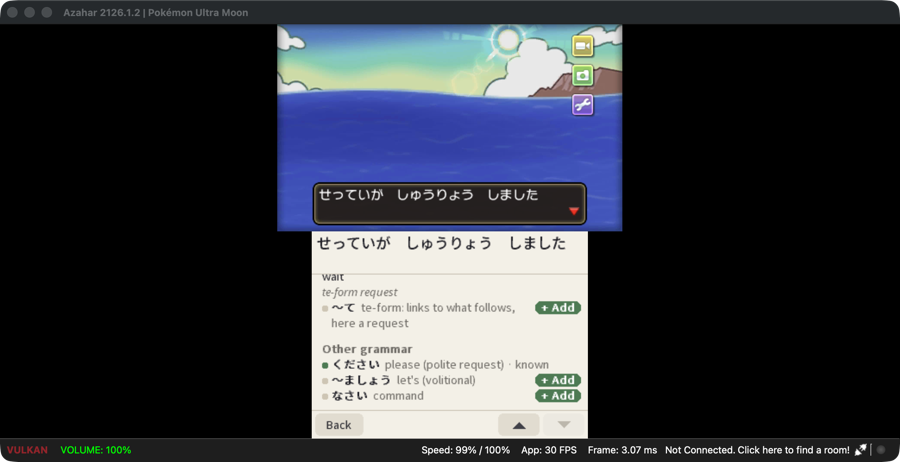 Azahar 2126.1.2 | Pokémon Ultra Moon
せっていが　しゅうりょう　しました
せっていが　しゅうりょう　しました
wait
te-form request
～て te-form: links to what follows, + Add
here a request
Other grammar
ください please (polite request) · known
～ましょう let's (volitional) + Add
なさい command + Add
Back
VULKAN VOLUME: 100% Speed: 99% / 100% App: 30 FPS Frame: 3.07 ms Not Connected. Click here to find a room!